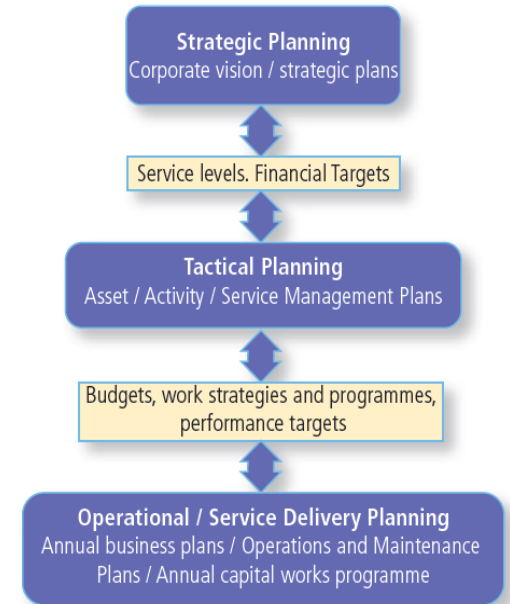 Strategic Planning
Corporate vision / strategic plans
Service levels. Financial Targets
Tactical Planning
Asset / Activity / Service Management Plans
Budgets, work strategies and programmes,
performance targets
Operational / Service Delivery Planning
Annual business plans / Operations and Maintenance
Plans / Annual capital works programme